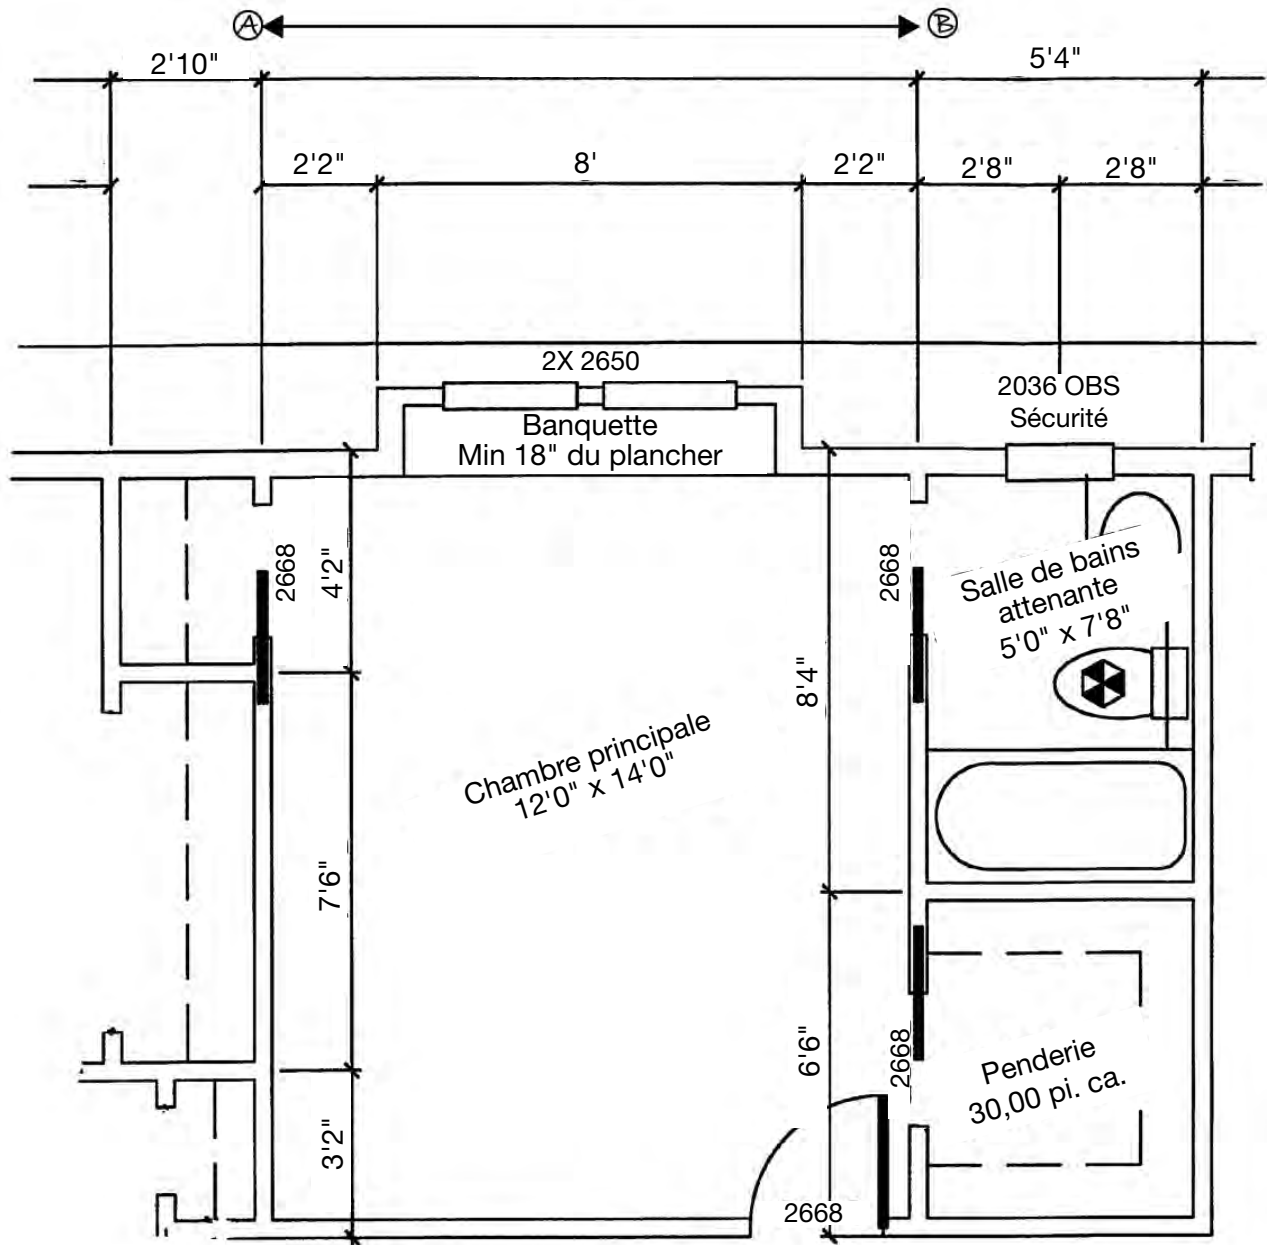 A B
2'10" 5'4"
2'2" 8' 2'2" 2'8" 2'8"
2X 2650
2036 OBS
Sécurité
Banquette
Min 18" du plancher
2668
4'2"
2668
Salle de bains
attenante
5'0" x 7'8"
8'4"
Chambre principale
12'0" x 14'0"
7'6"
6'6"
2668
Penderie
30,00 pi. ca.
3'2"
2668